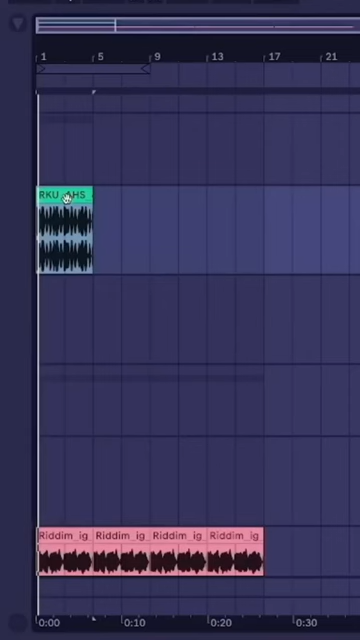 1 5 9 13 17 21
RKU_AHS
Riddim_ig Riddim_ig Riddim_ig Riddim_ig
0:00 0:10 0:20 0:30